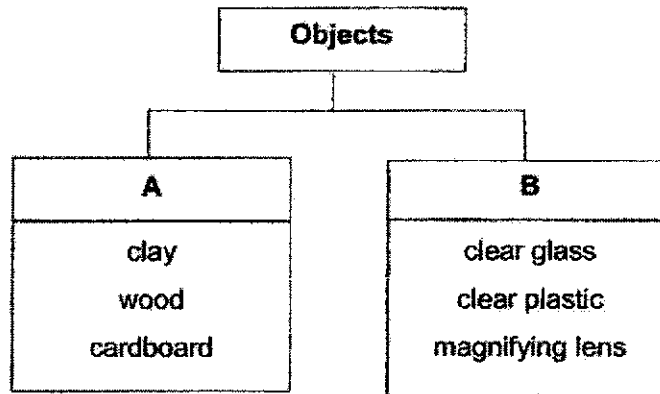 Objects
A
clay
wood
cardboard
B
clear glass
clear plastic
magnifying lens